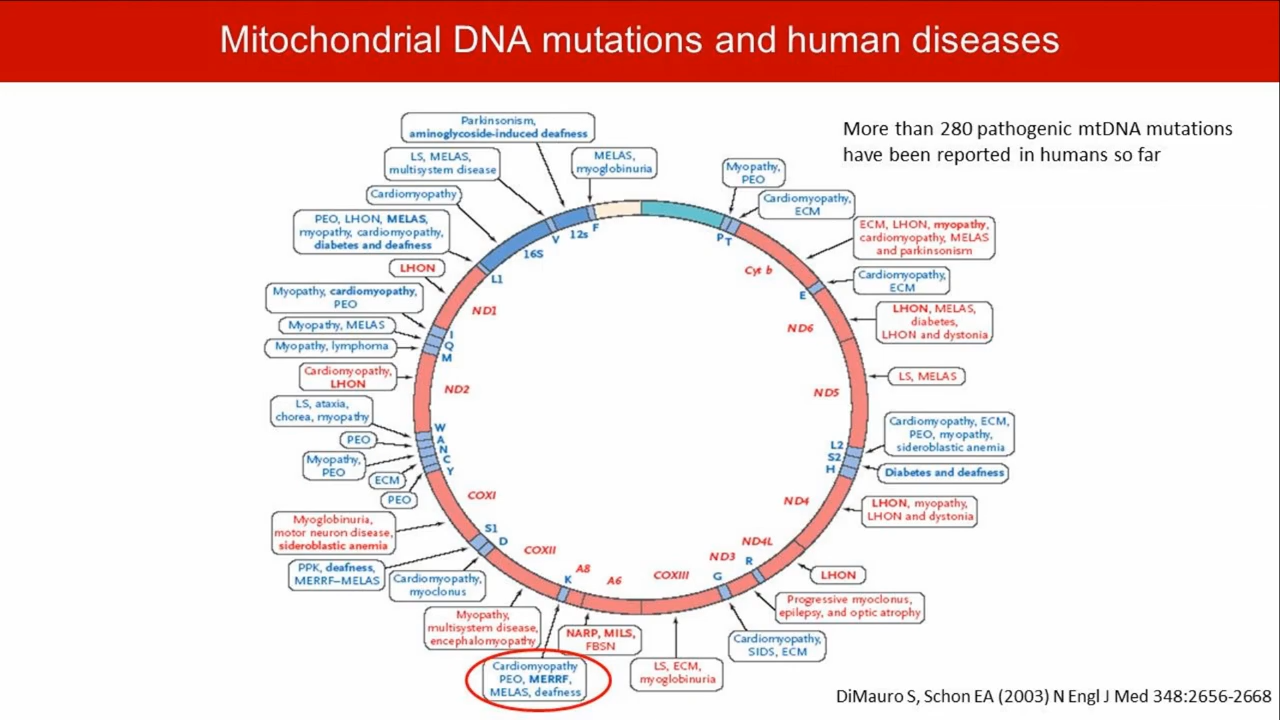 Mitochondrial DNA mutations and human diseases
More than 280 pathogenic mtDNA mutations
have been reported in humans so far
Parkinsonism,
aminoglycoside-induced deafness
LS, MELAS,
multisystem disease
MELAS,
myoglobinuria
Cardiomyopathy
PEO, LHON, MELAS,
myopathy, cardiomyopathy,
diabetes and deafness
LHON
Myopathy, cardiomyopathy,
PEO
Myopathy, MELAS
Myopathy, lymphoma
Cardiomyopathy,
LHON
LS, ataxia,
chorea, myopathy
PEO
Myopathy,
PEO
ECM
PEO
Myoglobinuria,
motor neuron disease,
sideroblastic anemia
PPK, deafness,
MERRF–MELAS
Cardiomyopathy,
myoclonus
Myopathy,
multisystem disease,
encephalomyopathy
Cardiomyopathy
PEO, MERRF,
MELAS, deafness
NARP, MILS,
FBSN
LS, ECM,
myoglobinuria
Cardiomyopathy,
SIDS, ECM
Progressive myoclonus,
epilepsy, and optic atrophy
LHON
LHON, myopathy,
LHON and dystonia
Diabetes and deafness
Cardiomyopathy, ECM,
PEO, myopathy,
sideroblastic anemia
LS, MELAS
LHON, MELAS,
diabetes,
LHON and dystonia
Cardiomyopathy,
ECM
ECM, LHON, myopathy,
cardiomyopathy, MELAS
and parkinsonism
Cardiomyopathy,
ECM
Myopathy,
PEO
F
12s
V
16S
L1
ND1
I
Q
M
ND2
W
A
N
C
Y
COXI
S1
D
COXII
K
A8
A6
COXIII
G
ND3
R
ND4L
ND4
H
S2
L2
ND5
ND6
E
Cyt b
T
P
DiMauro S, Schon EA (2003) N Engl J Med 348:2656-2668